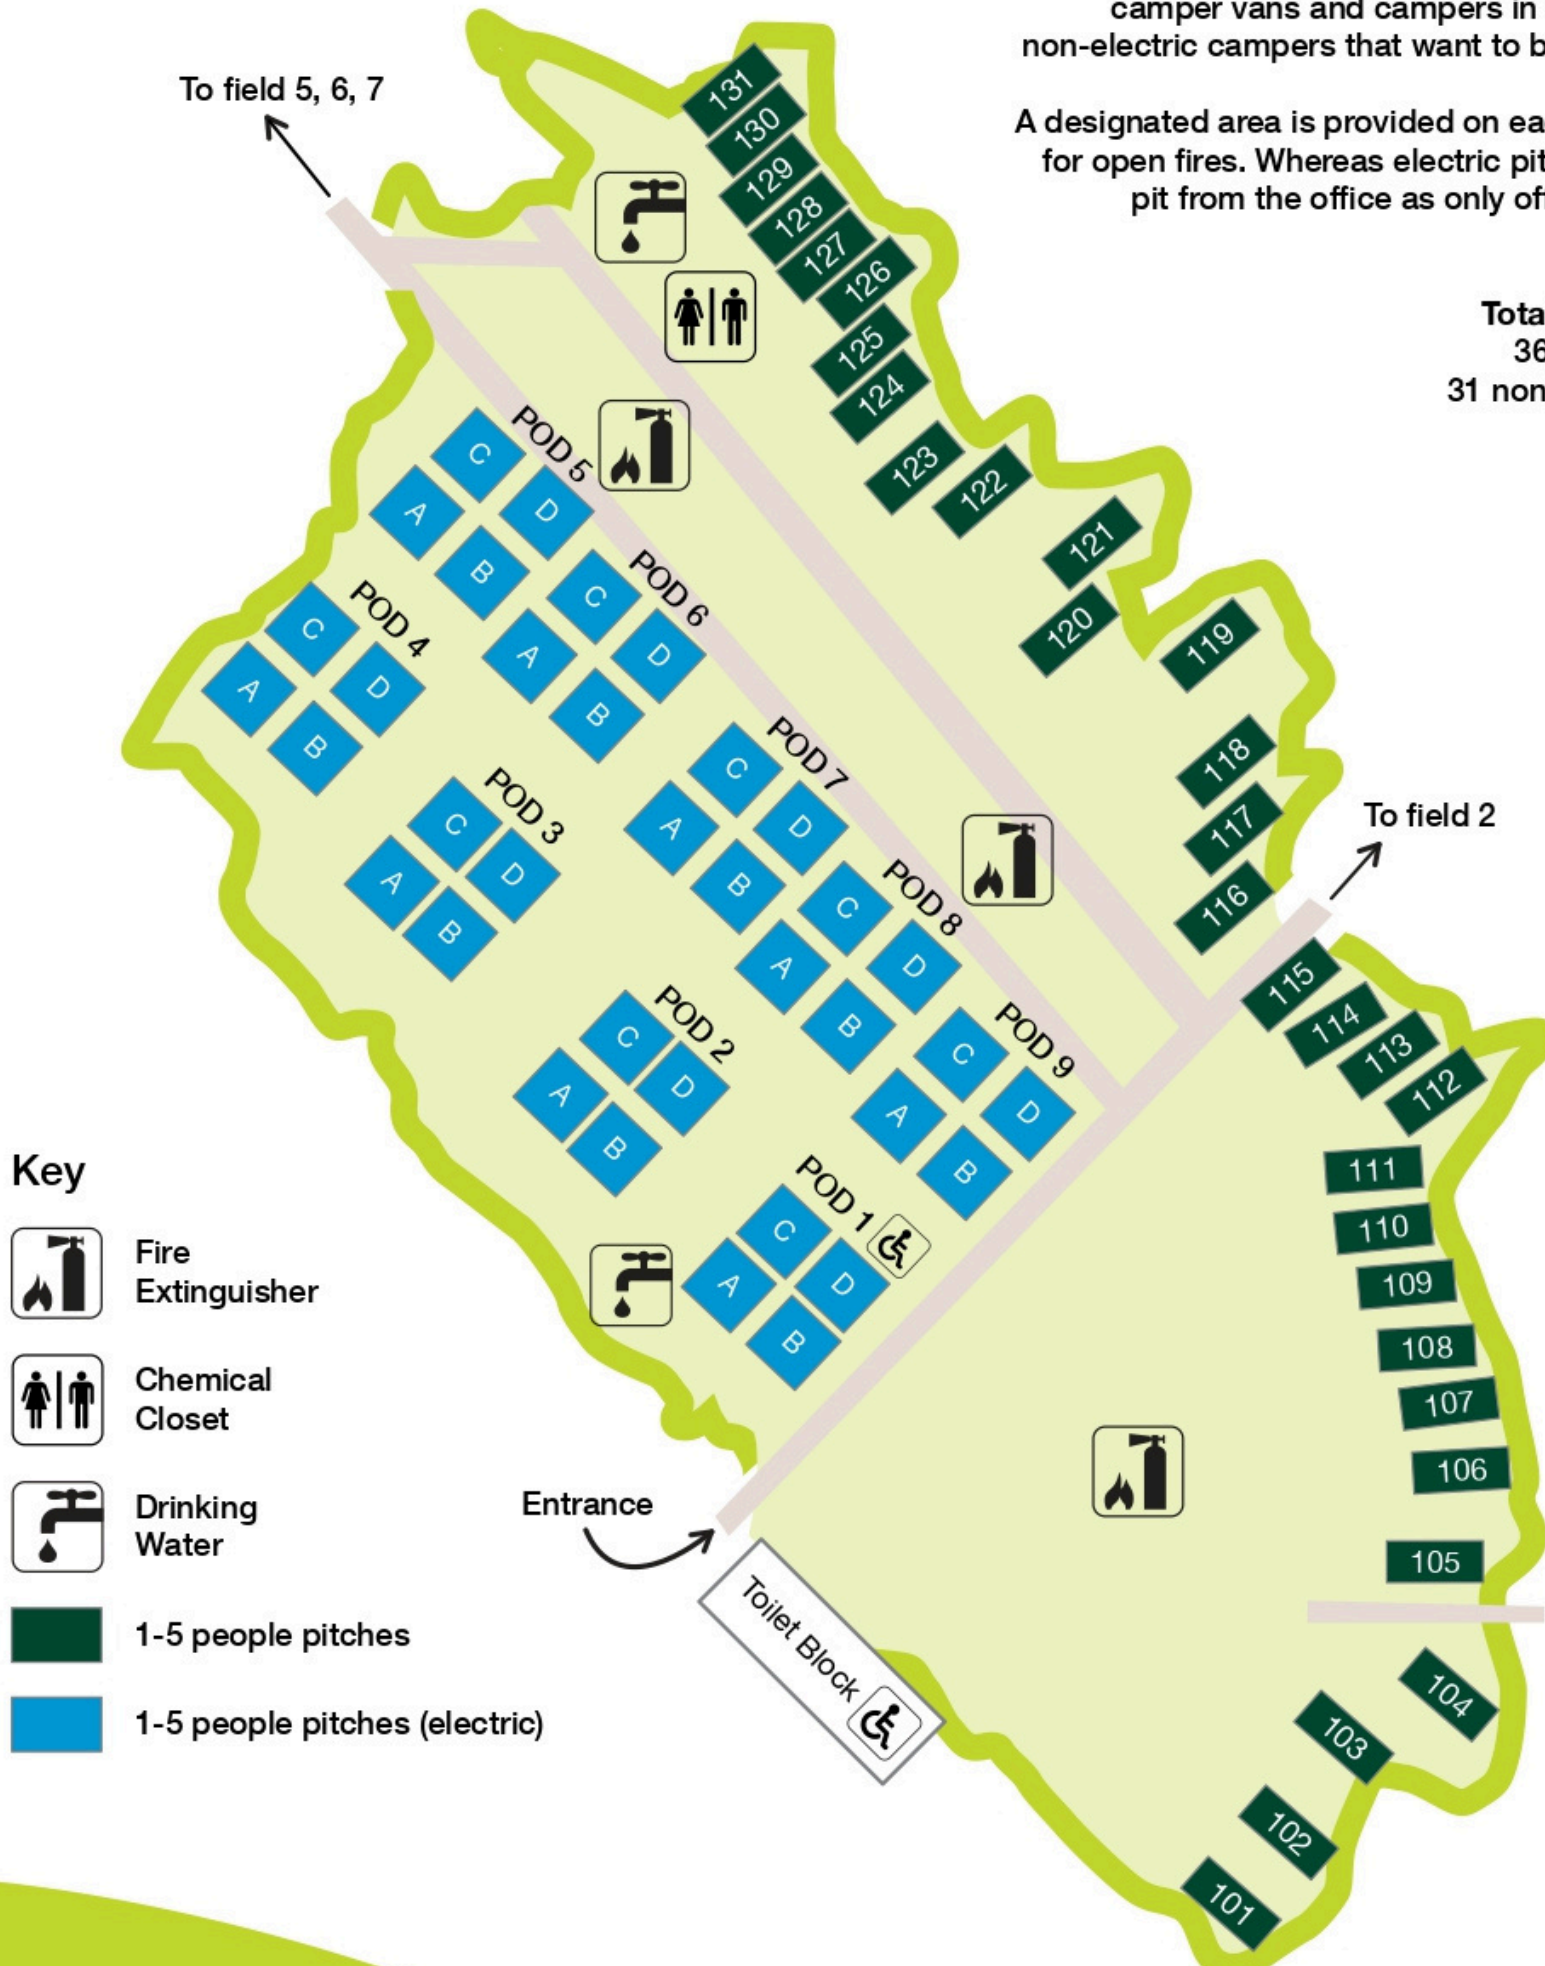 camper vans and campers in
non-electric campers that want to b
A designated area is provided on ea
for open fires. Whereas electric pit
pit from the office as only of
Tota
36
31 non
To field 5, 6, 7
131
130
129
128
127
126
125
124
123
122
121
120
119
118
117
116
To field 2
115
114
113
112
111
110
109
108
107
106
105
104
103
102
101
POD 5
C
D
A
B
POD 6
C
D
A
B
POD 4
C
D
A
B
POD 7
C
D
A
B
POD 3
C
D
A
B
POD 8
C
D
A
B
POD 2
C
D
A
B
POD 9
C
D
A
B
POD 1
C
D
A
B
Entrance
Toilet Block
Key
Fire
Extinguisher
Chemical
Closet
Drinking
Water
1-5 people pitches
1-5 people pitches (electric)